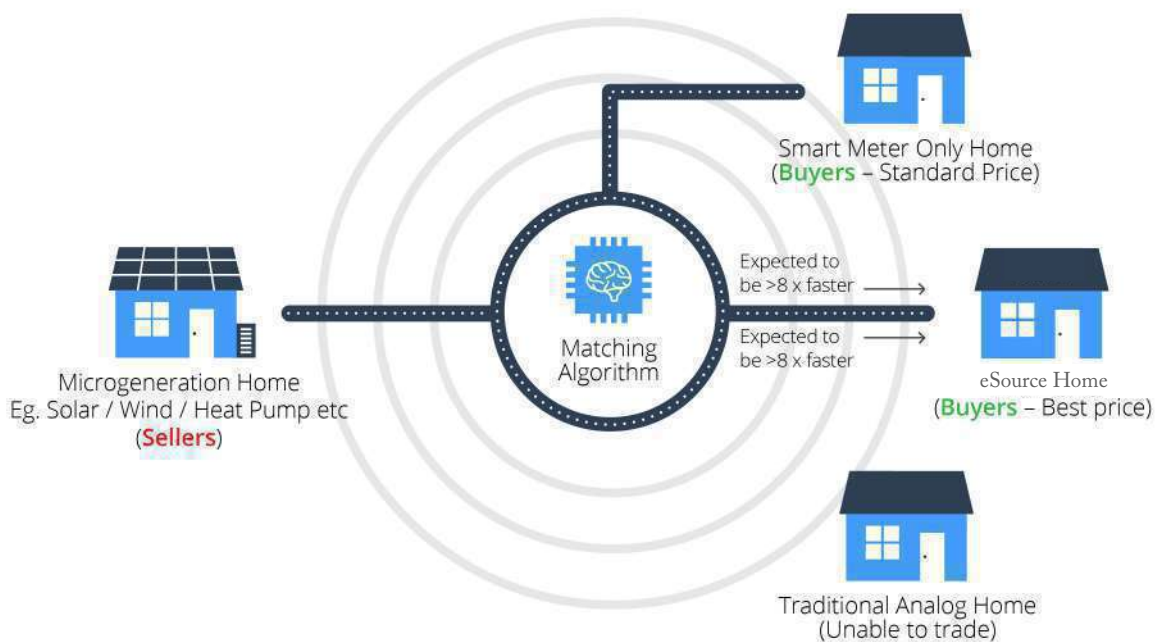 Smart Meter Only Home
(Buyers – Standard Price)
Expected to
be >8 x faster
Matching
Algorithm
Expected to
be >8 x faster
Microgeneration Home
Eg. Solar / Wind / Heat Pump etc
(Sellers)
eSource Home
(Buyers – Best price)
Traditional Analog Home
(Unable to trade)